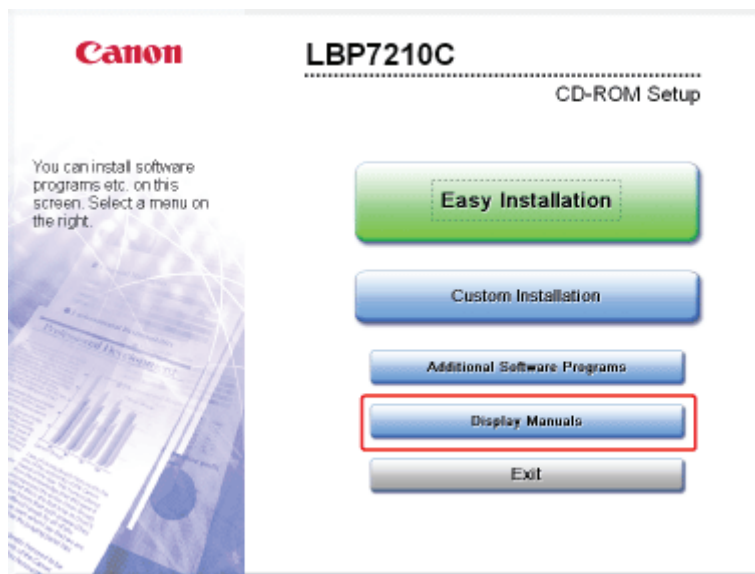 Canon
LBP7210C
CD-ROM Setup
You can install software
programs etc. on this
screen. Select a menu on
the right.
Easy Installation
Custom Installation
Additional Software Programs
Display Manuals
Exit